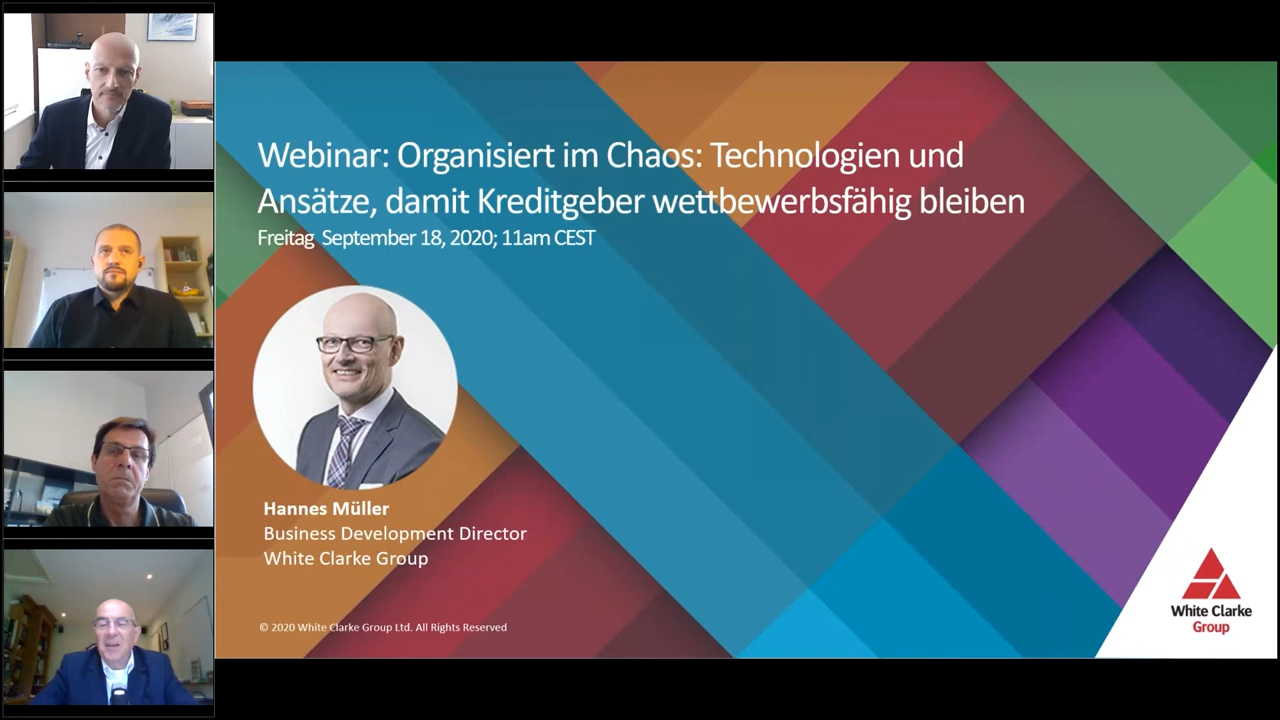 Webinar: Organisiert im Chaos: Technologien und
Ansätze, damit Kreditgeber wettbewerbsfähig bleiben
Freitag September 18, 2020; 11am CEST
Hannes Müller
Business Development Director
White Clarke Group
© 2020 White Clarke Group Ltd. All Rights Reserved
White Clarke
Group